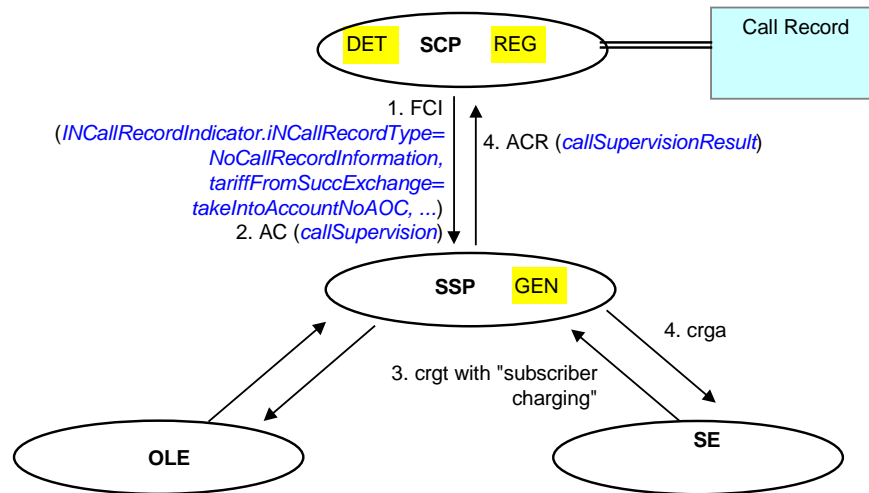 DET SCP REG
Call Record
1. FCI
(INCallRecordIndicator.iNCallRecordType=
NoCallRecordInformation,
tariffFromSuccExchange=
takeIntoAccountNoAOC, ...)
2. AC (callSupervision)
4. ACR (callSupervisionResult)
SSP GEN
4. crga
3. crgt with "subscriber
charging"
OLE
SE